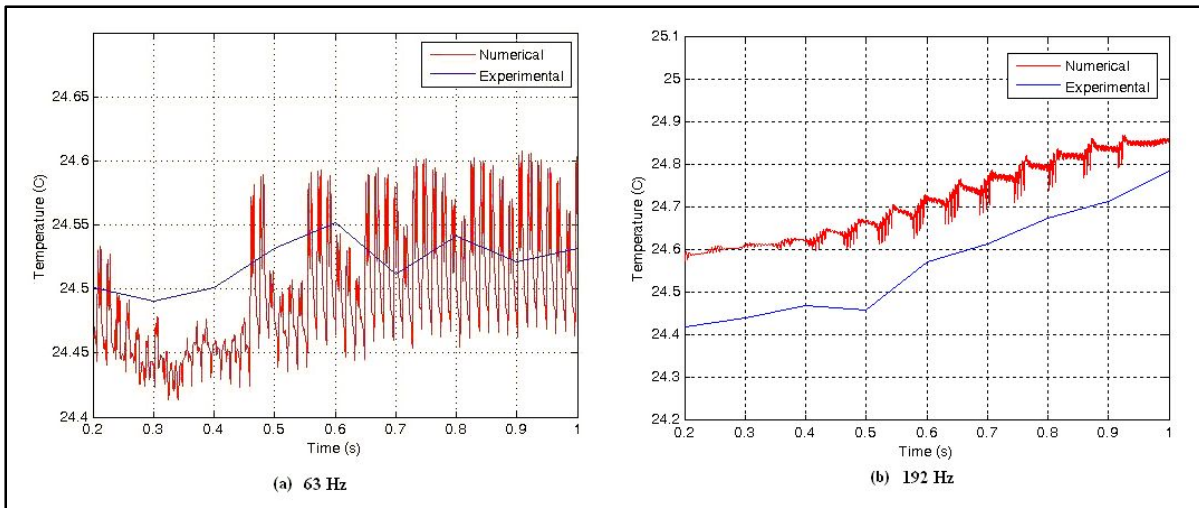 Numerical
Experimental
24.65
24.6
24.55
24.5
24.45
24.4
Temperature (C)
0.2 0.3 0.4 0.5 0.6 0.7 0.8 0.9 1
Time (s)
(a) 63 Hz
25.1
25
24.9
24.8
24.7
24.6
24.5
24.4
24.3
24.2
Temperature (C)
Numerical
Experimental
0.2 0.3 0.4 0.5 0.6 0.7 0.8 0.9 1
Time (s)
(b) 192 Hz